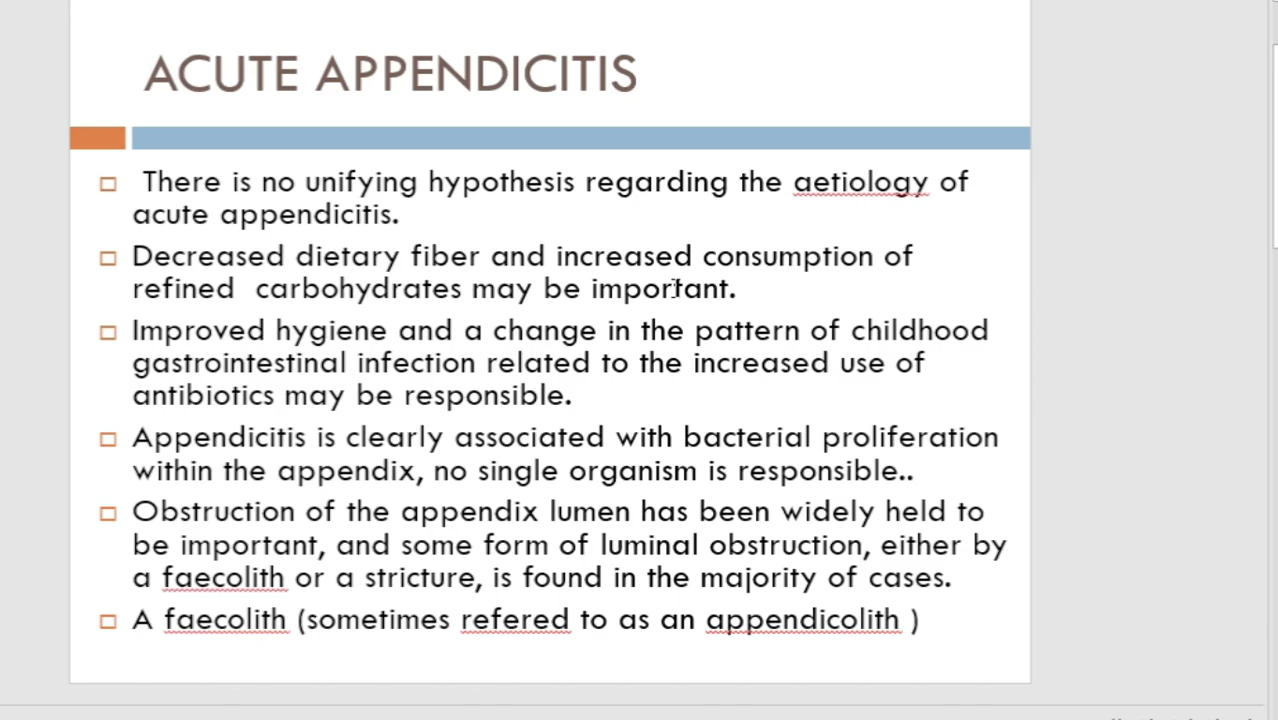 ACUTE APPENDICITIS
There is no unifying hypothesis regarding the aetiology of
acute appendicitis.
Decreased dietary fiber and increased consumption of
refined carbohydrates may be important.
Improved hygiene and a change in the pattern of childhood
gastrointestinal infection related to the increased use of
antibiotics may be responsible.
Appendicitis is clearly associated with bacterial proliferation
within the appendix, no single organism is responsible..
Obstruction of the appendix lumen has been widely held to
be important, and some form of luminal obstruction, either by
a faecolith or a stricture, is found in the majority of cases.
A faecolith (sometimes refered to as an appendicolith )